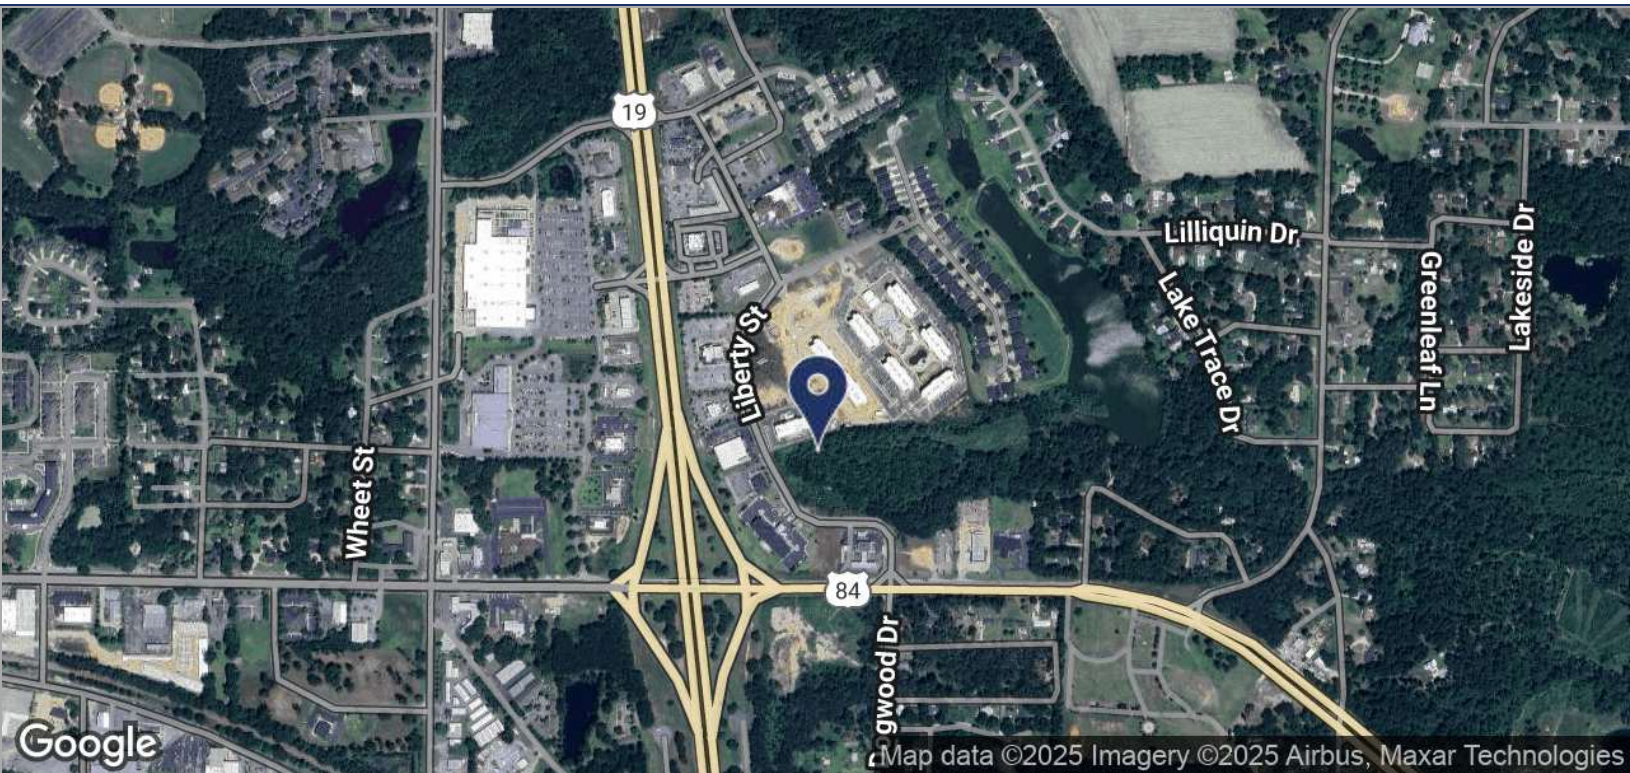 19
Lilliquin Dr
Lake Trace Dr
Greenleaf Ln
Lakeside Dr
Liberty St
Wheet St
84
Dogwood Dr
Google
Map data ©2025 Imagery ©2025 Airbus, Maxar Technologies